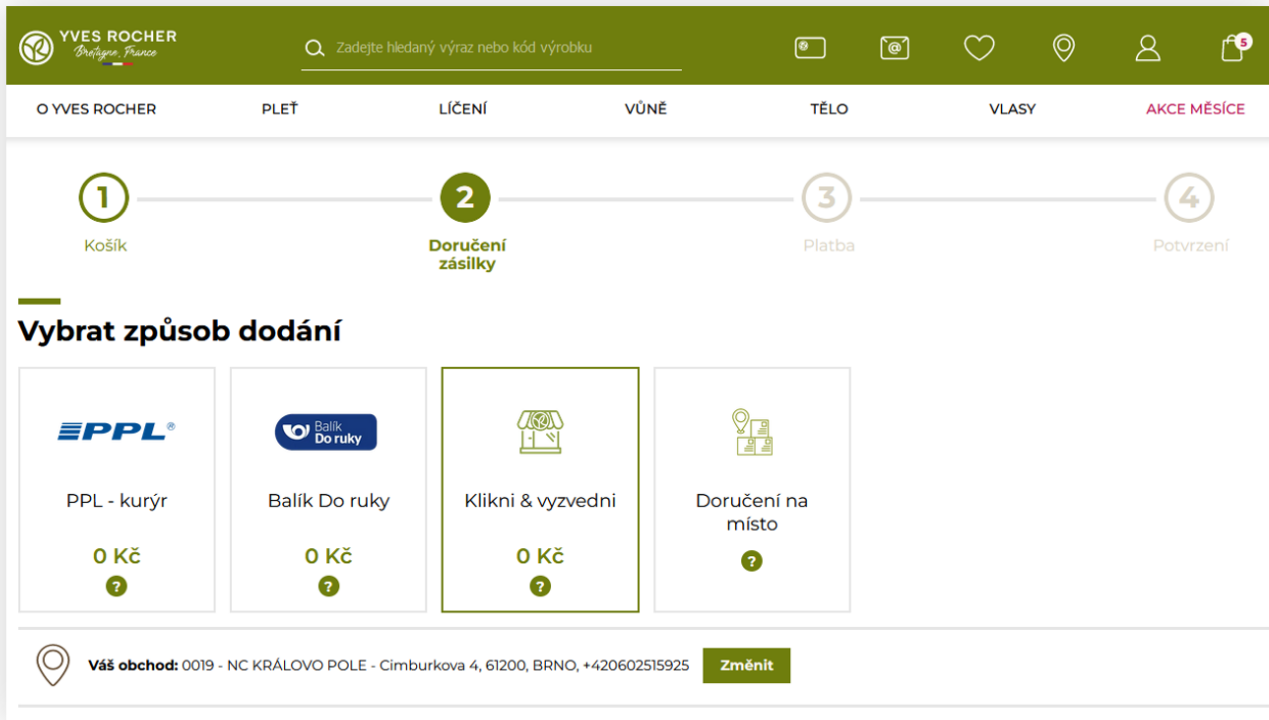 YVES ROCHER
Bretagne, France
Zadejte hledaný výraz nebo kód výrobku
@
5
O YVES ROCHER PLEŤ LÍČENÍ VŮNĚ TĚLO VLASY AKCE MĚSÍCE
1 2 3 4
Košík Doručení zásilky Platba Potvrzení
Vybrat způsob dodání
PPL®
Balík
Do ruky
PPL - kurýr
0 Kč
?
Balík Do ruky
0 Kč
?
Klikni & vyzvedni
0 Kč
?
Doručení na
místo
?
Váš obchod: 0019 - NC KRÁLOVO POLE - Cimburkova 4, 61200, BRNO, +420602515925 Změnit